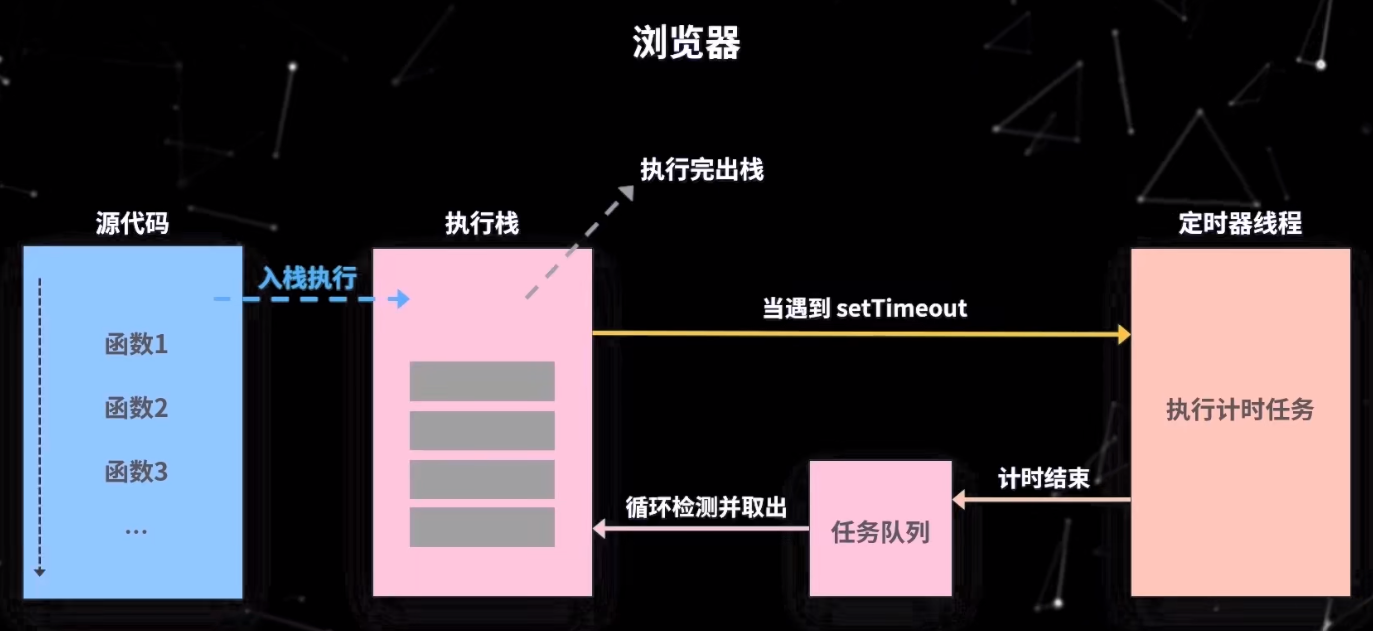 浏览器
执行完出栈
源代码
执行栈
定时器线程
入栈执行
当遇到 setTimeout
函数1
函数2
函数3
...
执行计时任务
计时结束
循环检测并取出
任务队列